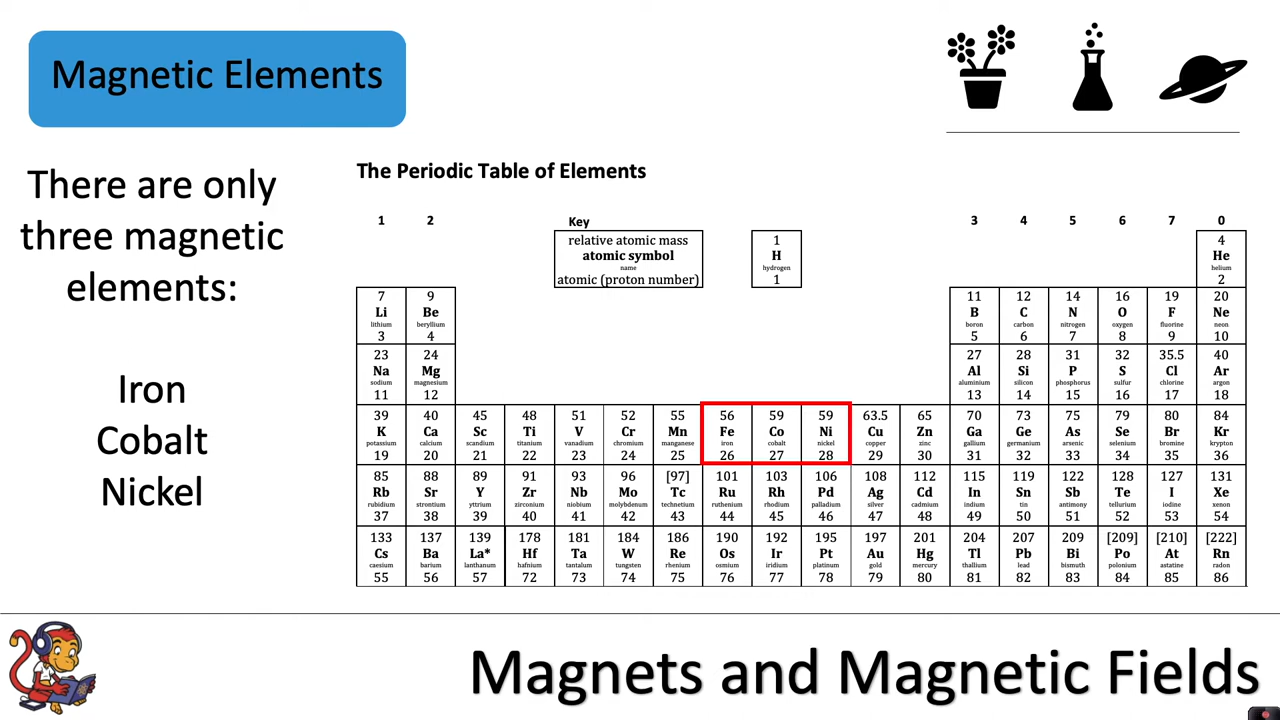 Magnetic Elements
There are only
three magnetic
elements:
Iron
Cobalt
Nickel
The Periodic Table of Elements
1 2 Key 3 4 5 6 7 0
relative atomic mass 1 4
atomic symbol H He
name hydrogen helium
atomic (proton number) 1 2
7 9 11 12 14 16 19 20
Li Be B C N O F Ne
lithium beryllium boron carbon nitrogen oxygen fluorine neon
3 4 5 6 7 8 9 10
23 24 27 28 31 32 35.5 40
Na Mg Al Si P S Cl Ar
sodium magnesium aluminium silicon phosphorus sulfur chlorine argon
11 12 13 14 15 16 17 18
39 40 45 48 51 52 55 56 59 59 63.5 65 70 73 75 79 80 84
K Ca Sc Ti V Cr Mn Fe Co Ni Cu Zn Ga Ge As Se Br Kr
potassium calcium scandium titanium vanadium chromium manganese iron cobalt nickel copper zinc gallium germanium arsenic selenium bromine krypton
19 20 21 22 23 24 25 26 27 28 29 30 31 32 33 34 35 36
85 88 89 91 93 96 [97] 101 103 106 108 112 115 119 122 128 127 131
Rb Sr Y Zr Nb Mo Tc Ru Rh Pd Ag Cd In Sn Sb Te I Xe
rubidium strontium yttrium zirconium niobium molybdenum technetium ruthenium rhodium palladium silver cadmium indium tin antimony tellurium iodine xenon
37 38 39 40 41 42 43 44 45 46 47 48 49 50 51 52 53 54
133 137 139 178 181 184 186 190 192 195 197 201 204 207 209 [209] [210] [222]
Cs Ba La* Hf Ta W Re Os Ir Pt Au Hg Tl Pb Bi Po At Rn
caesium barium lanthanum hafnium tantalum tungsten rhenium osmium iridium platinum gold mercury thallium lead bismuth polonium astatine radon
55 56 57 72 73 74 75 76 77 78 79 80 81 82 83 84 85 86
Magnets and Magnetic Fields